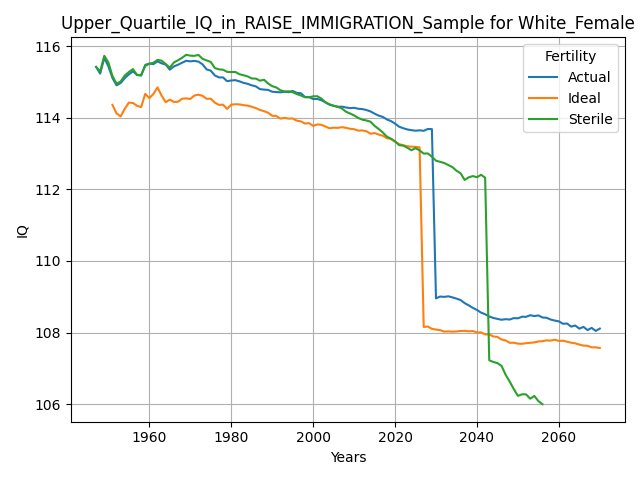 Upper_Quartile_IQ_in_RAISE_IMMIGRATION_Sample for White_Female
Fertility
Actual
Ideal
Sterile
IQ
116
114
112
110
108
106
1960
1980
2000
2020
2040
2060
Years